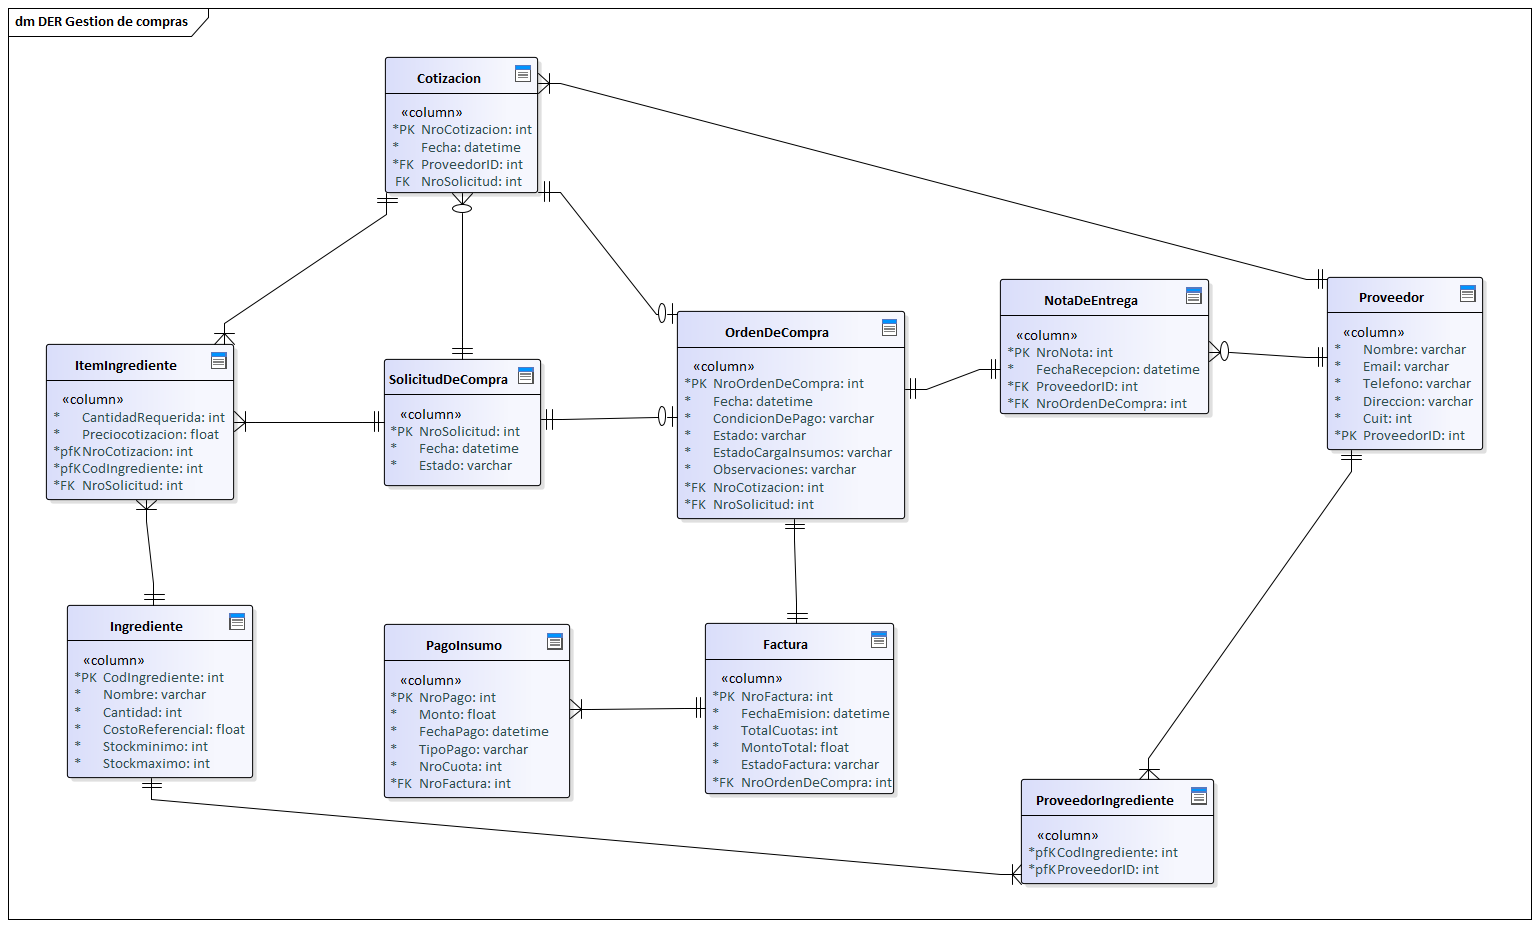 dm DER Gestion de compras
Cotizacion
«column»
*PK NroCotizacion: int
* Fecha: datetime
*FK ProveedorID: int
FK NroSolicitud: int
ItemIngrediente
«column»
* CantidadRequerida: int
* Preciocotizacion: float
*pfK NroCotizacion: int
*pfK CodIngrediente: int
*FK NroSolicitud: int
SolicitudDeCompra
«column»
*PK NroSolicitud: int
* Fecha: datetime
* Estado: varchar
OrdenDeCompra
«column»
*PK NroOrdenDeCompra: int
* Fecha: datetime
* CondicionDePago: varchar
* Estado: varchar
* EstadoCargaInsumos: varchar
* Observaciones: varchar
*FK NroCotizacion: int
*FK NroSolicitud: int
NotaDeEntrega
«column»
*PK NroNota: int
* FechaRecepcion: datetime
*FK ProveedorID: int
*FK NroOrdenDeCompra: int
Proveedor
«column»
* Nombre: varchar
* Email: varchar
* Telefono: varchar
* Direccion: varchar
* Cuit: int
*PK ProveedorID: int
Ingrediente
«column»
*PK CodIngrediente: int
* Nombre: varchar
* Cantidad: int
* CostoReferencial: float
* Stockminimo: int
* Stockmaximo: int
PagoInsumo
«column»
*PK NroPago: int
* Monto: float
* FechaPago: datetime
* TipoPago: varchar
* NroCuota: int
*FK NroFactura: int
Factura
«column»
*PK NroFactura: int
* FechaEmision: datetime
* TotalCuotas: int
* MontoTotal: float
* EstadoFactura: varchar
*FK NroOrdenDeCompra: int
ProveedorIngrediente
«column»
*pfK CodIngrediente: int
*pfK ProveedorID: int